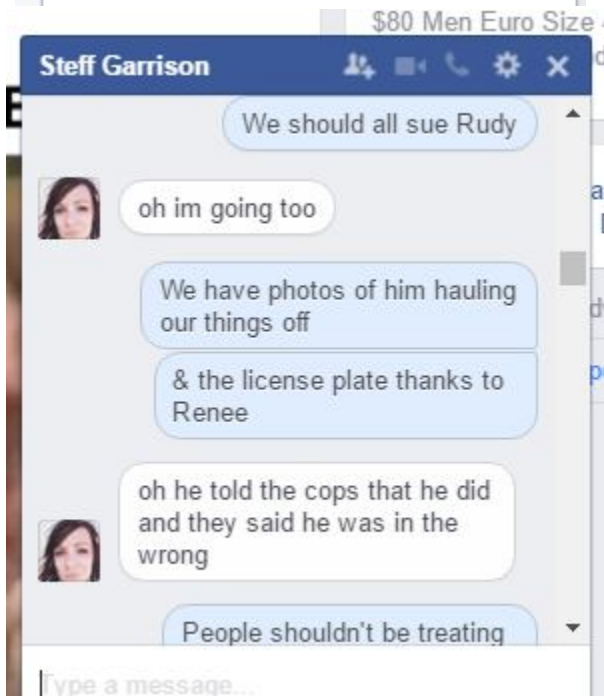 $80 Men Euro Size
Steff Garrison
We should all sue Rudy
oh im going too
We have photos of him hauling
our things off
& the license plate thanks to
Renee
oh he told the cops that he did
and they said he was in the
wrong
People shouldn't be treating
Type a message...